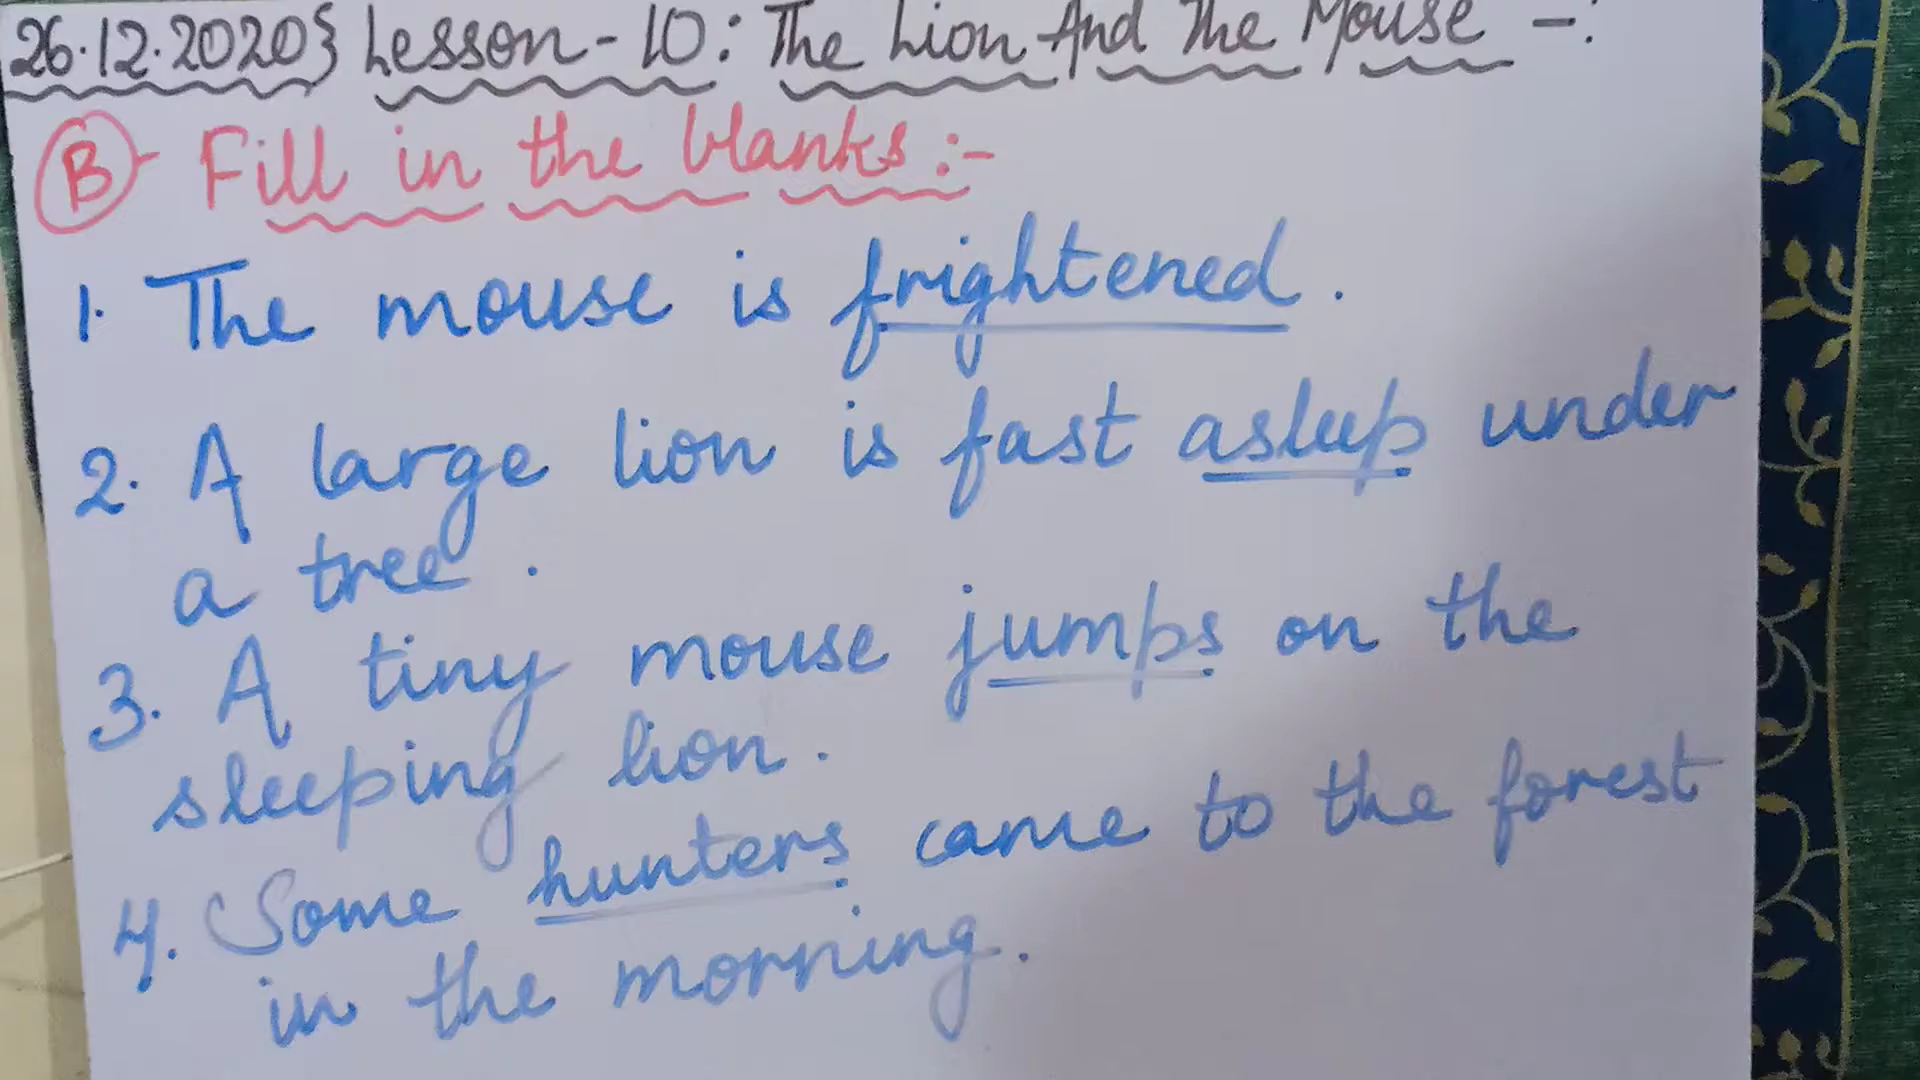 26.12.2020} Lesson-10: The Lion And The Mouse -:
B- Fill in the blanks:-
1. The mouse is frightened.
2. A large lion is fast asleep under
a tree.
3. A tiny mouse jumps on the
sleeping lion.
4. Some hunters came to the forest
in the morning.